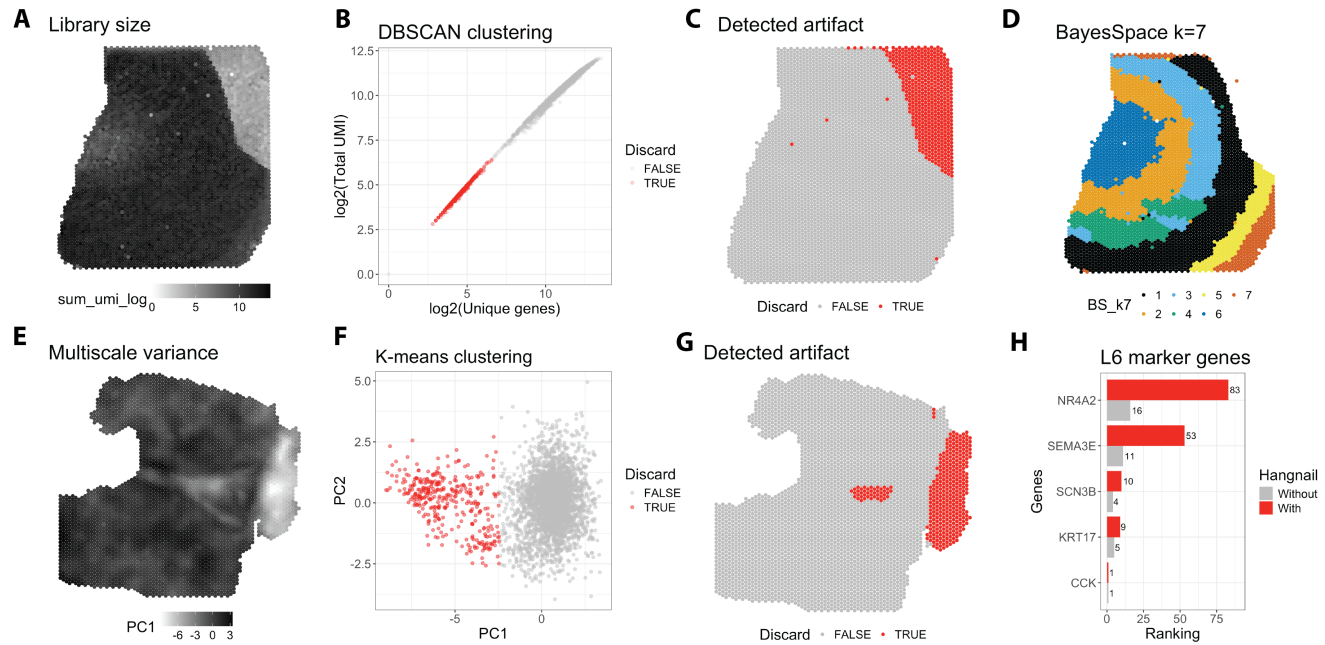 A Library size
sum_umi_log 0 5 10
B DBSCAN clustering
log2(Total UMI)
12.5
10.0
7.5
5.0
2.5
0.0
0 5 10
log2(Unique genes)
Discard
FALSE
TRUE
C Detected artifact
Discard FALSE TRUE
D BayesSpace k=7
BS_k7 1 3 5 7
2 4 6
E Multiscale variance
PC1 -6 -3 0 3
F K-means clustering
PC2
5.0
2.5
0.0
-2.5
-5 0
PC1
Discard
FALSE
TRUE
G Detected artifact
Discard FALSE TRUE
H L6 marker genes
Genes
NR4A2 83
16
SEMA3E 53
11
SCN3B 10
4
KRT17 9
5
CCK 1
1
0 25 50 75
Ranking
Hangnail
Without
With